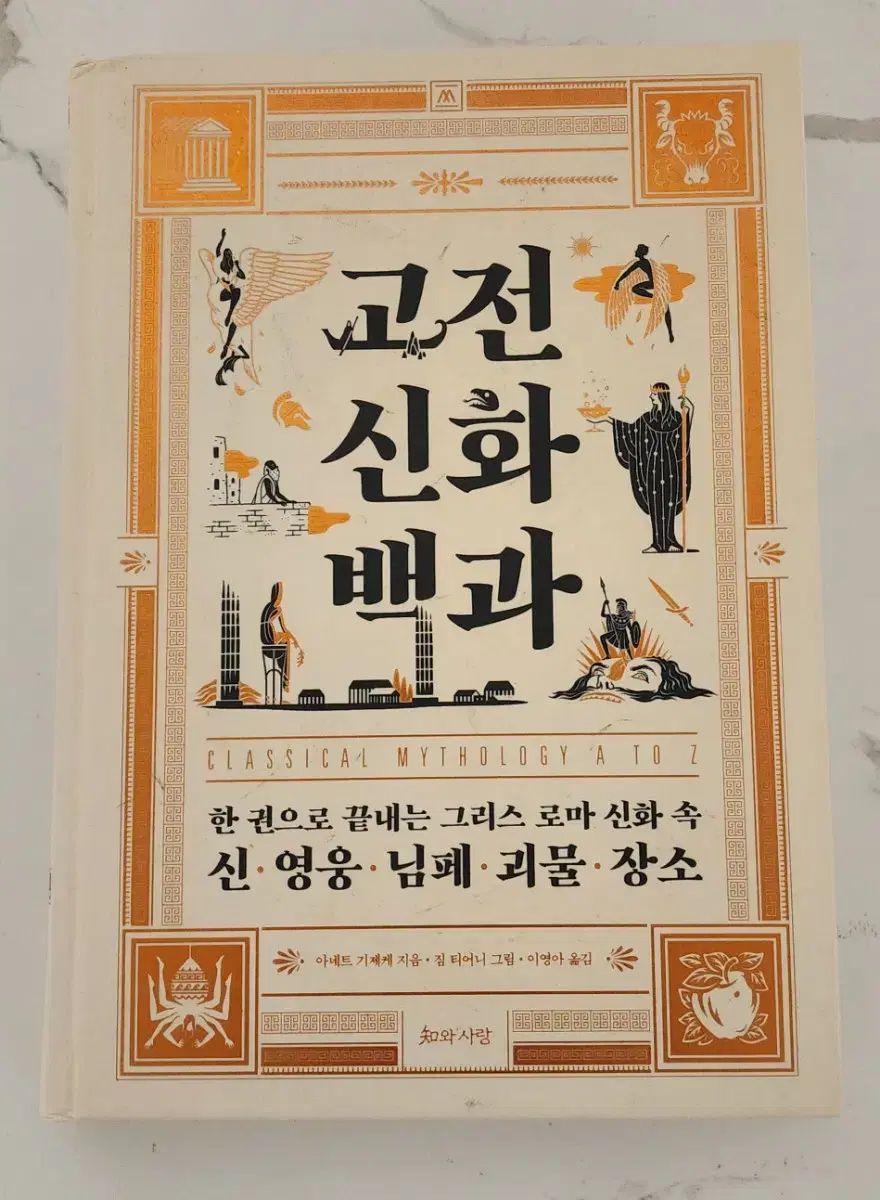 고전
신화
백과
CLASSICAL MYTHOLOGY A TO Z
한 권으로 끝내는 그리스 로마 신화 속
신·영웅·님페·괴물·장소
아네트 기제케 지음·짐 티어니 그림·이영아 옮김
知와사랑